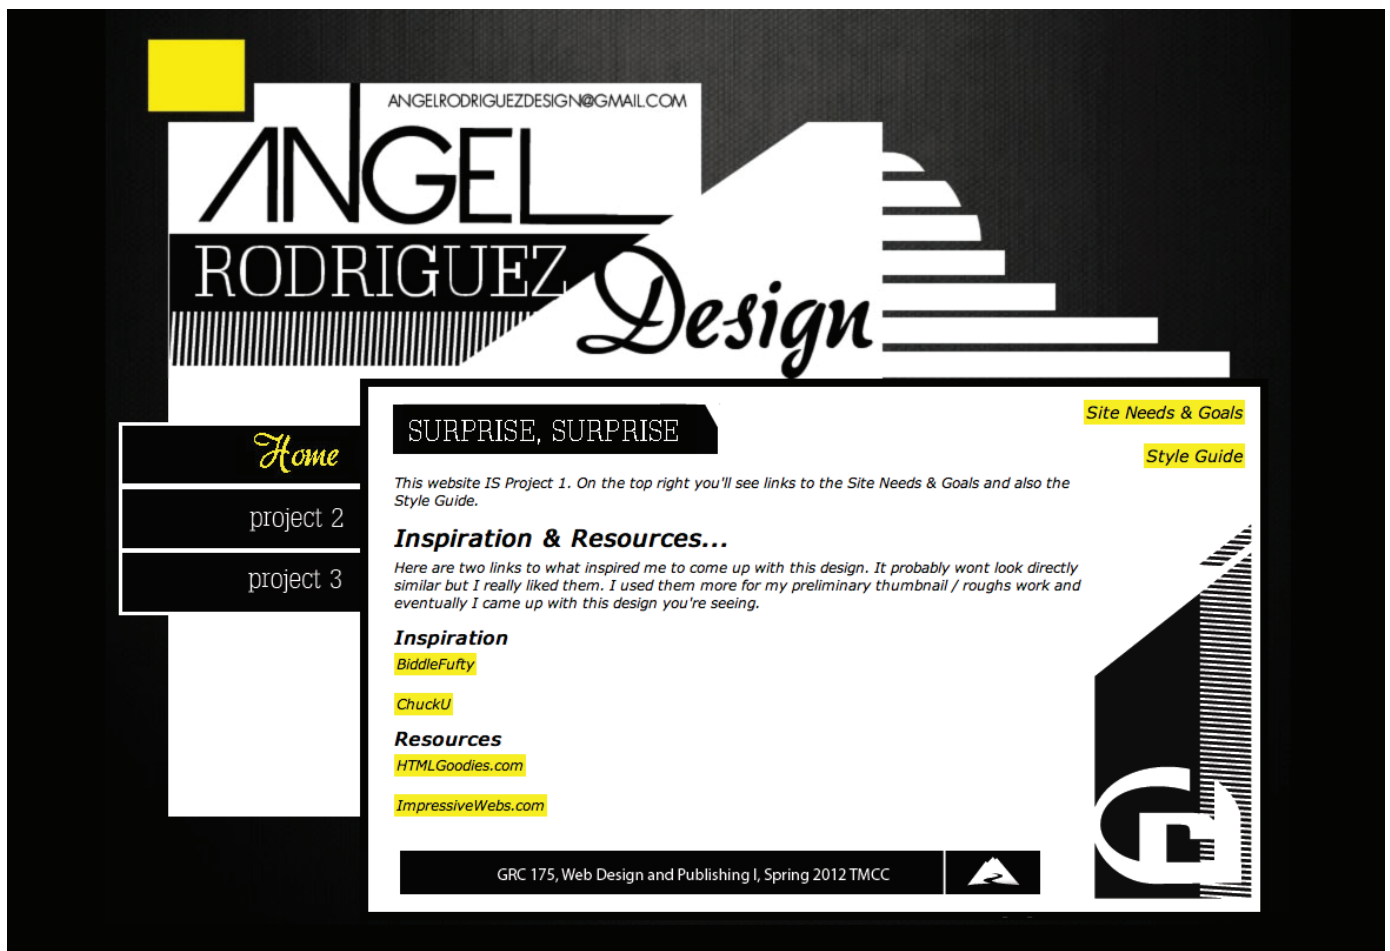 ANGELRODRIGUEZDESIGN@GMAIL.COM
ANGEL
RODRIGUEZ
Design
Home
project 2
project 3
SURPRISE, SURPRISE
Site Needs & Goals
Style Guide
This website IS Project 1. On the top right you'll see links to the Site Needs & Goals and also the
Style Guide.
Inspiration & Resources...
Here are two links to what inspired me to come up with this design. It probably wont look directly
similar but I really liked them. I used them more for my preliminary thumbnail / roughs work and
eventually I came up with this design you're seeing.
Inspiration
BiddleFufty
ChuckU
Resources
HTMLGoodies.com
ImpressiveWebs.com
GRC 175, Web Design and Publishing I, Spring 2012 TMCC